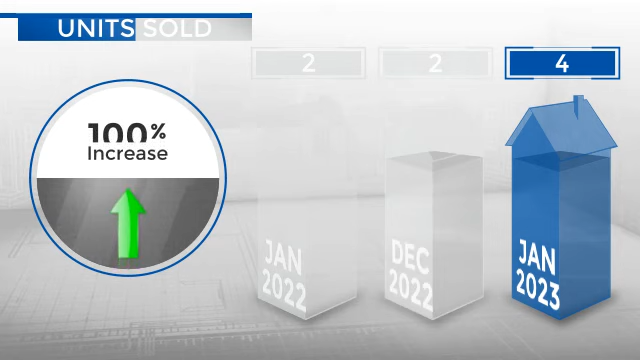 UNITS SOLD
100%
Increase
2
2
4
JAN
2022
DEC
2022
JAN
2023